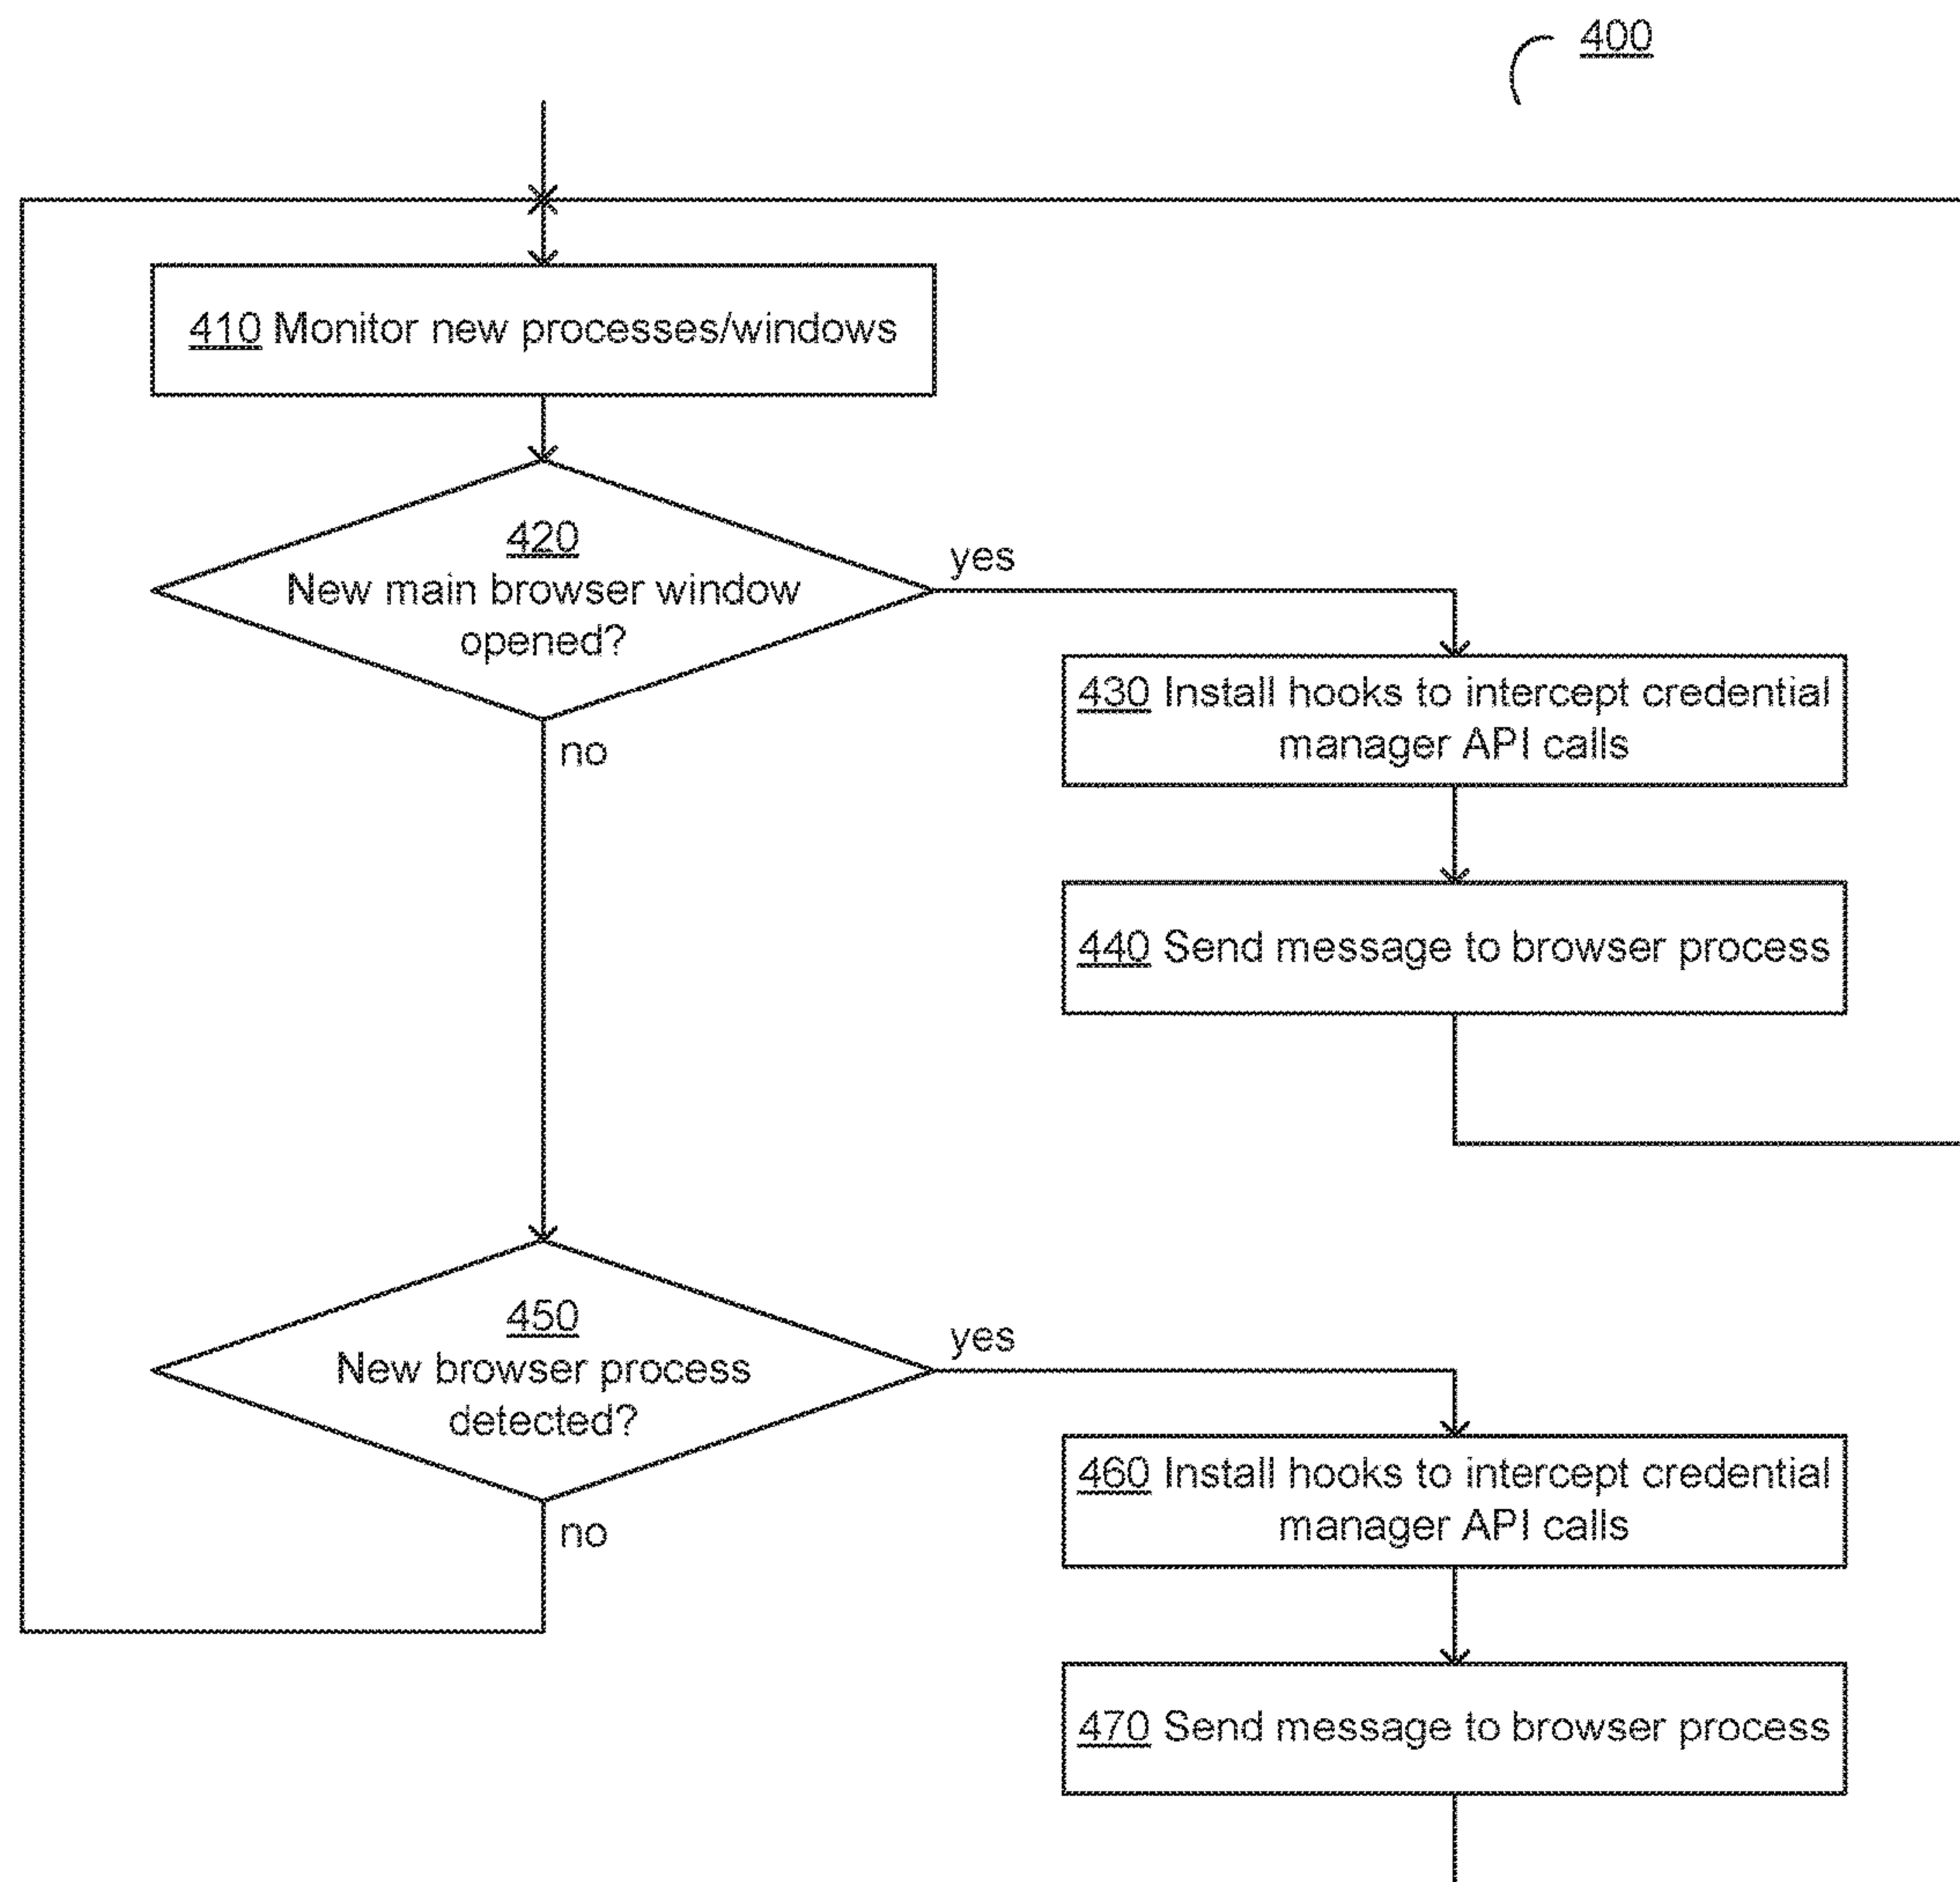 400
410 Monitor new processes/windows
420
New main browser window
opened?
yes
no
430 Install hooks to intercept credential
manager API calls
440 Send message to browser process
450
New browser process
detected?
yes
no
460 Install hooks to intercept credential
manager API calls
470 Send message to browser process